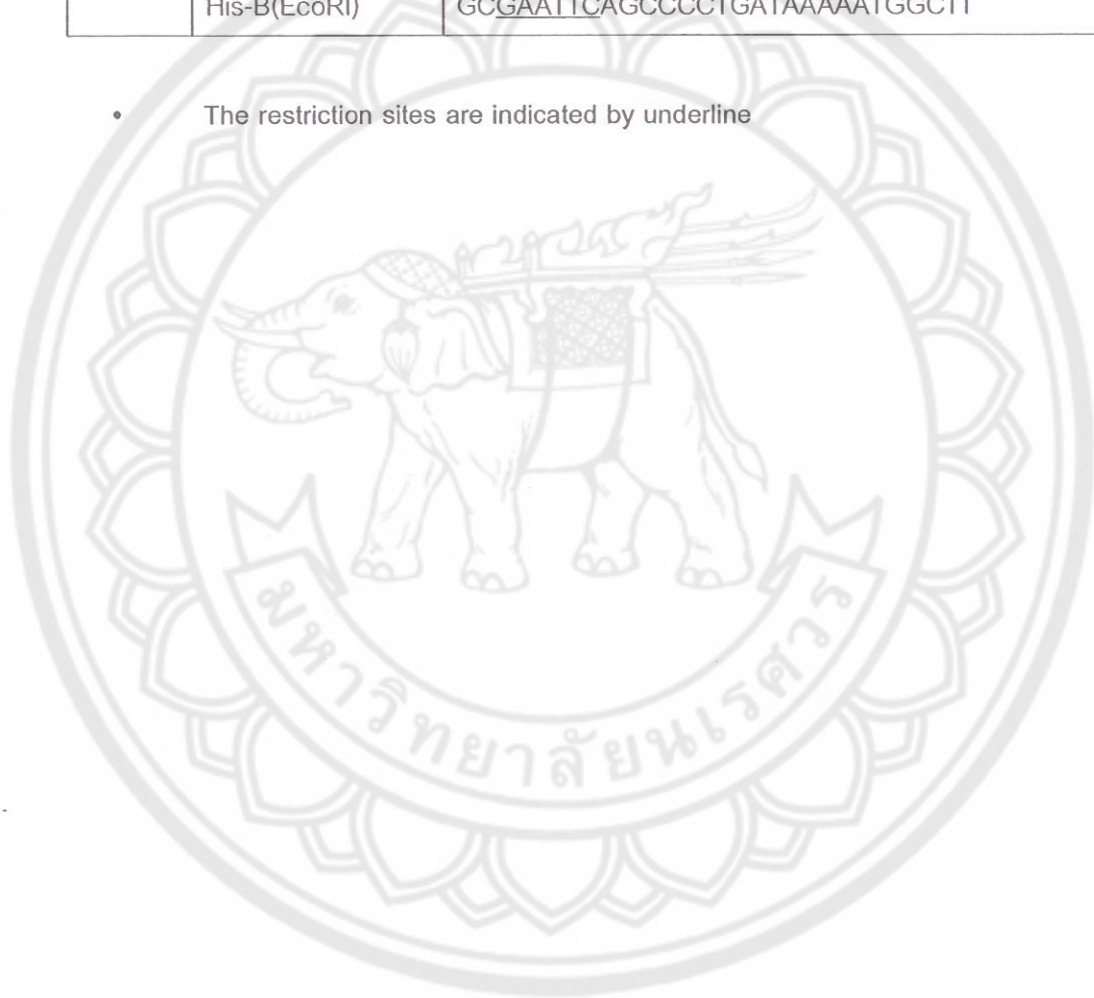 His-B(EcoRI) GCGAATTCAGCCCCTGATAAAAATGGCTT
• The restriction sites are indicated by underline
มหาวิทยาลัยนเรศวร